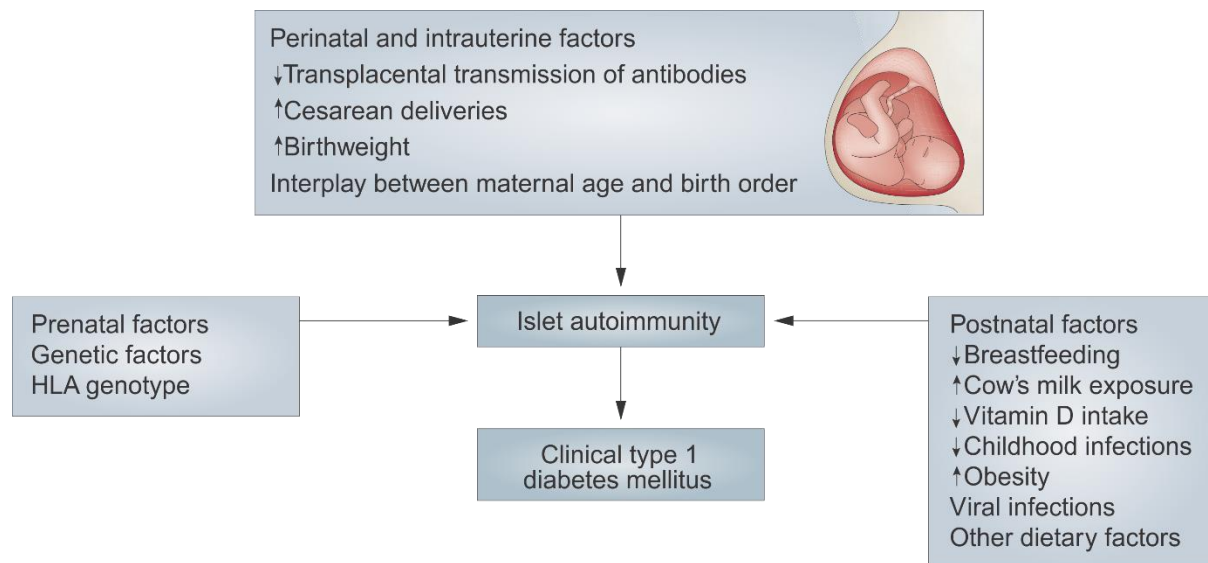 Perinatal and intrauterine factors
↓Transplacental transmission of antibodies
↑Cesarean deliveries
↑Birthweight
Interplay between maternal age and birth order
Prenatal factors
Genetic factors
HLA genotype
Islet autoimmunity
Clinical type 1
diabetes mellitus
Postnatal factors
↓Breastfeeding
↑Cow's milk exposure
↓Vitamin D intake
↓Childhood infections
↑Obesity
Viral infections
Other dietary factors